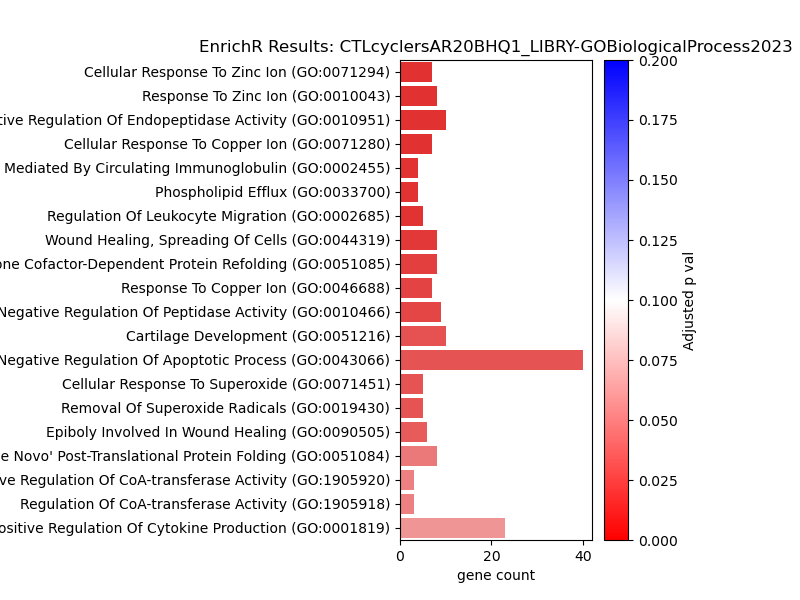 EnrichR Results: CTLcyclersAR20BHQ1_LIBRY-GOBiologicalProcess2023
Cellular Response To Zinc Ion (GO:0071294)
Response To Zinc Ion (GO:0010043)
tive Regulation Of Endopeptidase Activity (GO:0010951)
Cellular Response To Copper Ion (GO:0071280)
Mediated By Circulating Immunoglobulin (GO:0002455)
Phospholipid Efflux (GO:0033700)
Regulation Of Leukocyte Migration (GO:0002685)
Wound Healing, Spreading Of Cells (GO:0044319)
one Cofactor-Dependent Protein Refolding (GO:0051085)
Response To Copper Ion (GO:0046688)
Negative Regulation Of Peptidase Activity (GO:0010466)
Cartilage Development (GO:0051216)
Negative Regulation Of Apoptotic Process (GO:0043066)
Cellular Response To Superoxide (GO:0071451)
Removal Of Superoxide Radicals (GO:0019430)
Epiboly Involved In Wound Healing (GO:0090505)
e Novo' Post-Translational Protein Folding (GO:0051084)
ve Regulation Of CoA-transferase Activity (GO:1905920)
Regulation Of CoA-transferase Activity (GO:1905918)
ositive Regulation Of Cytokine Production (GO:0001819)
0 20 40
gene count
0.200
0.175
0.150
0.125
0.100
0.075
0.050
0.025
0.000
Adjusted p val